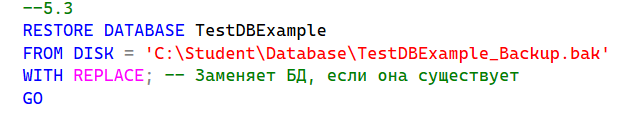 --5.3
RESTORE DATABASE TestDBExample
FROM DISK = 'C:\Student\Database\TestDBExample_Backup.bak'
WITH REPLACE; -- Заменяет БД, если она существует
GO